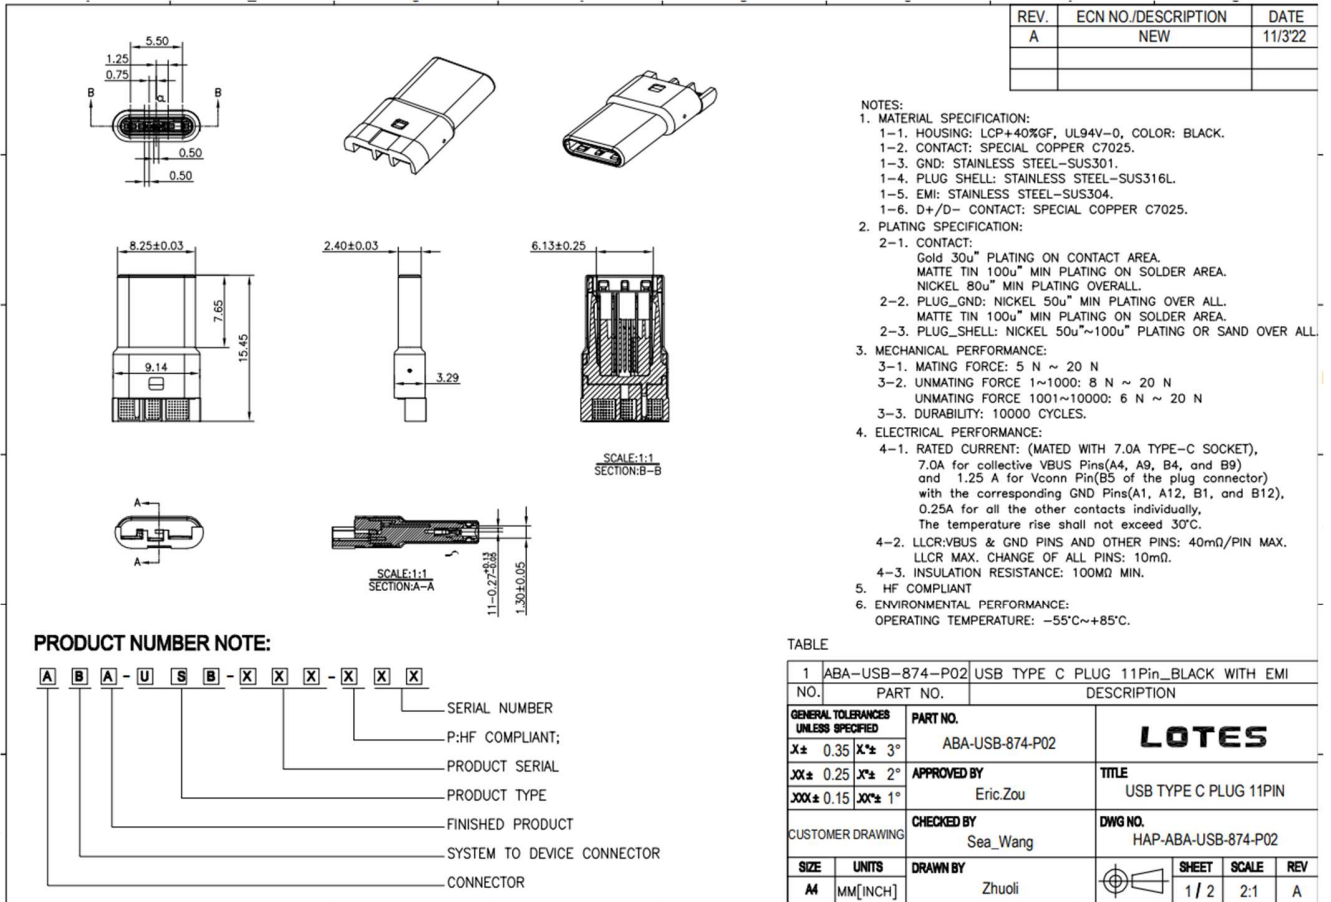 REV. ECN NO./DESCRIPTION DATE
A NEW 11/3'22
5.50
1.25
0.75
B B
0.50
0.50
8.25±0.03
7.65
15.45
9.14
2.40±0.03
3.29
6.13±0.25
SCALE:1:1
SECTION:B-B
A
A
SCALE:1:1
SECTION:A-A
11-0.27+0.13 -0.05
1.30±0.05
NOTES:
1. MATERIAL SPECIFICATION:
1-1. HOUSING: LCP+40%GF, UL94V-0, COLOR: BLACK.
1-2. CONTACT: SPECIAL COPPER C7025.
1-3. GND: STAINLESS STEEL-SUS301.
1-4. PLUG SHELL: STAINLESS STEEL-SUS316L.
1-5. EMI: STAINLESS STEEL-SUS304.
1-6. D+/D- CONTACT: SPECIAL COPPER C7025.
2. PLATING SPECIFICATION:
2-1. CONTACT:
Gold 30u" PLATING ON CONTACT AREA.
MATTE TIN 100u" MIN PLATING ON SOLDER AREA.
NICKEL 80u" MIN PLATING OVERALL.
2-2. PLUG_GND: NICKEL 50u" MIN PLATING OVER ALL.
MATTE TIN 100u" MIN PLATING ON SOLDER AREA.
2-3. PLUG_SHELL: NICKEL 50u"~100u" PLATING OR SAND OVER ALL.
3. MECHANICAL PERFORMANCE:
3-1. MATING FORCE: 5 N ~ 20 N
3-2. UNMATING FORCE 1~1000: 8 N ~ 20 N
UNMATING FORCE 1001~10000: 6 N ~ 20 N
3-3. DURABILITY: 10000 CYCLES.
4. ELECTRICAL PERFORMANCE:
4-1. RATED CURRENT: (MATED WITH 7.0A TYPE-C SOCKET),
7.0A for collective VBUS Pins(A4, A9, B4, and B9)
and 1.25 A for Vconn Pin(B5 of the plug connector)
with the corresponding GND Pins(A1, A12, B1, and B12),
0.25A for all the other contacts individually,
The temperature rise shall not exceed 30°C.
4-2. LLCR:VBUS & GND PINS AND OTHER PINS: 40mΩ/PIN MAX.
LLCR MAX. CHANGE OF ALL PINS: 10mΩ.
4-3. INSULATION RESISTANCE: 100MΩ MIN.
5. HF COMPLIANT
6. ENVIRONMENTAL PERFORMANCE:
OPERATING TEMPERATURE: -55°C~+85°C.
PRODUCT NUMBER NOTE:
A B A - U S B - X X X - X X X
SERIAL NUMBER
P:HF COMPLIANT;
PRODUCT SERIAL
PRODUCT TYPE
FINISHED PRODUCT
SYSTEM TO DEVICE CONNECTOR
CONNECTOR
TABLE
1 ABA-USB-874-P02 USB TYPE C PLUG 11Pin_BLACK WITH EMI
NO. PART NO. DESCRIPTION
GENERAL TOLERANCES
UNLESS SPECIFIED
X± 0.35 X.°± 3°
.XX± 0.25 .X°± 2°
.XXX± 0.15 .XX°± 1°
CUSTOMER DRAWING
SIZE UNITS
A4 MM[INCH]
PART NO.
ABA-USB-874-P02
APPROVED BY
Eric.Zou
CHECKED BY
Sea_Wang
DRAWN BY
Zhuoli
LOTES
TITLE
USB TYPE C PLUG 11PIN
DWG NO.
HAP-ABA-USB-874-P02
SHEET SCALE REV
1 / 2 2:1 A